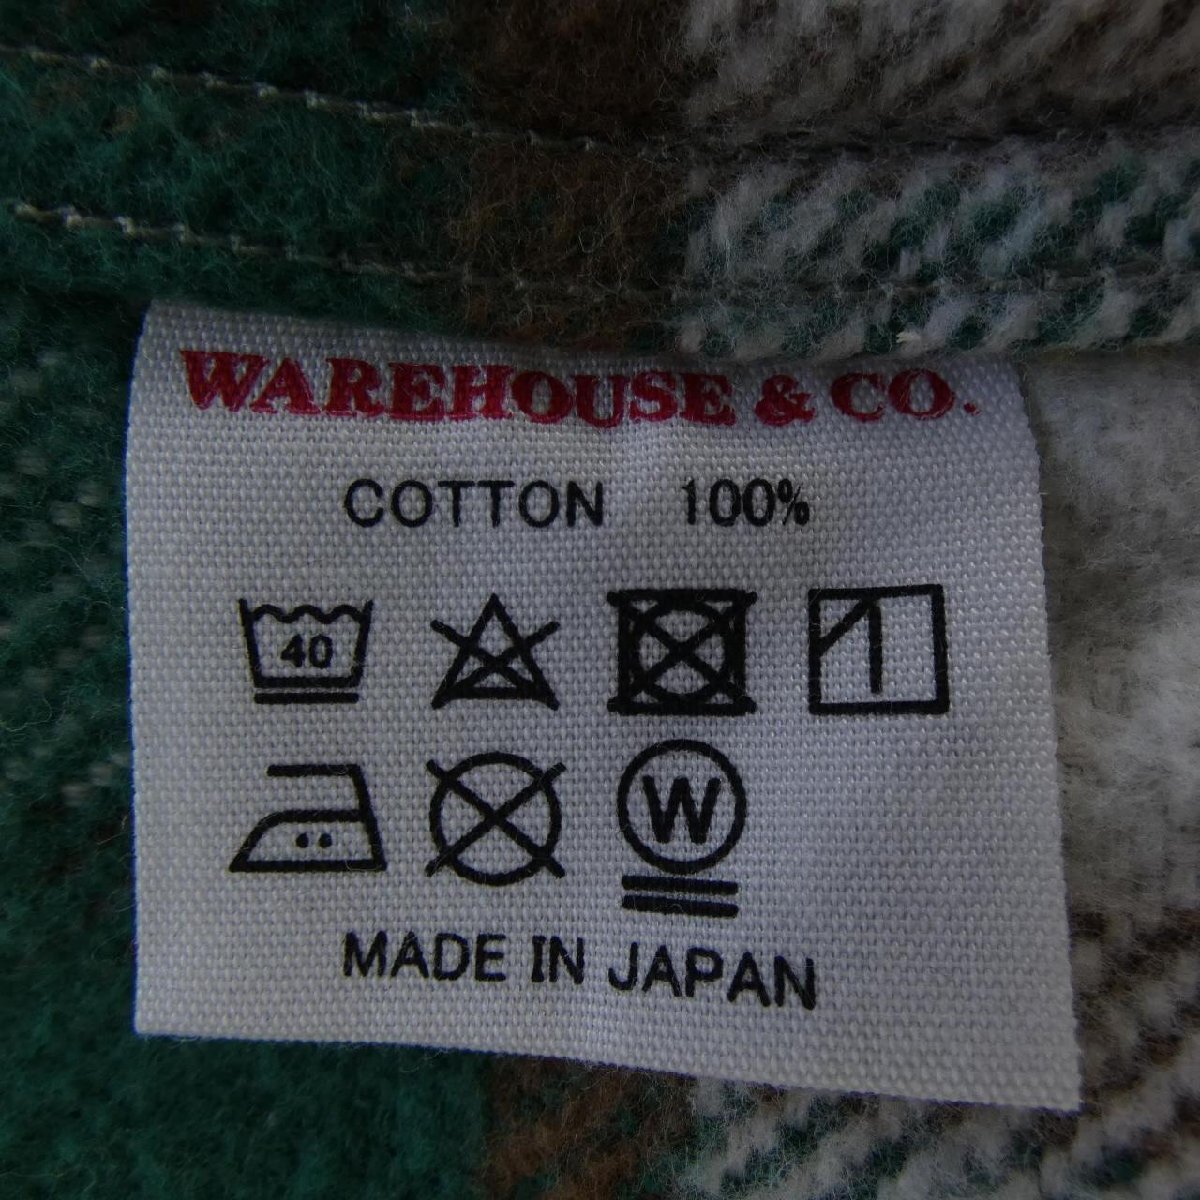 WAREHOUSE & CO.
COTTON 100%
40
W
MADE IN JAPAN